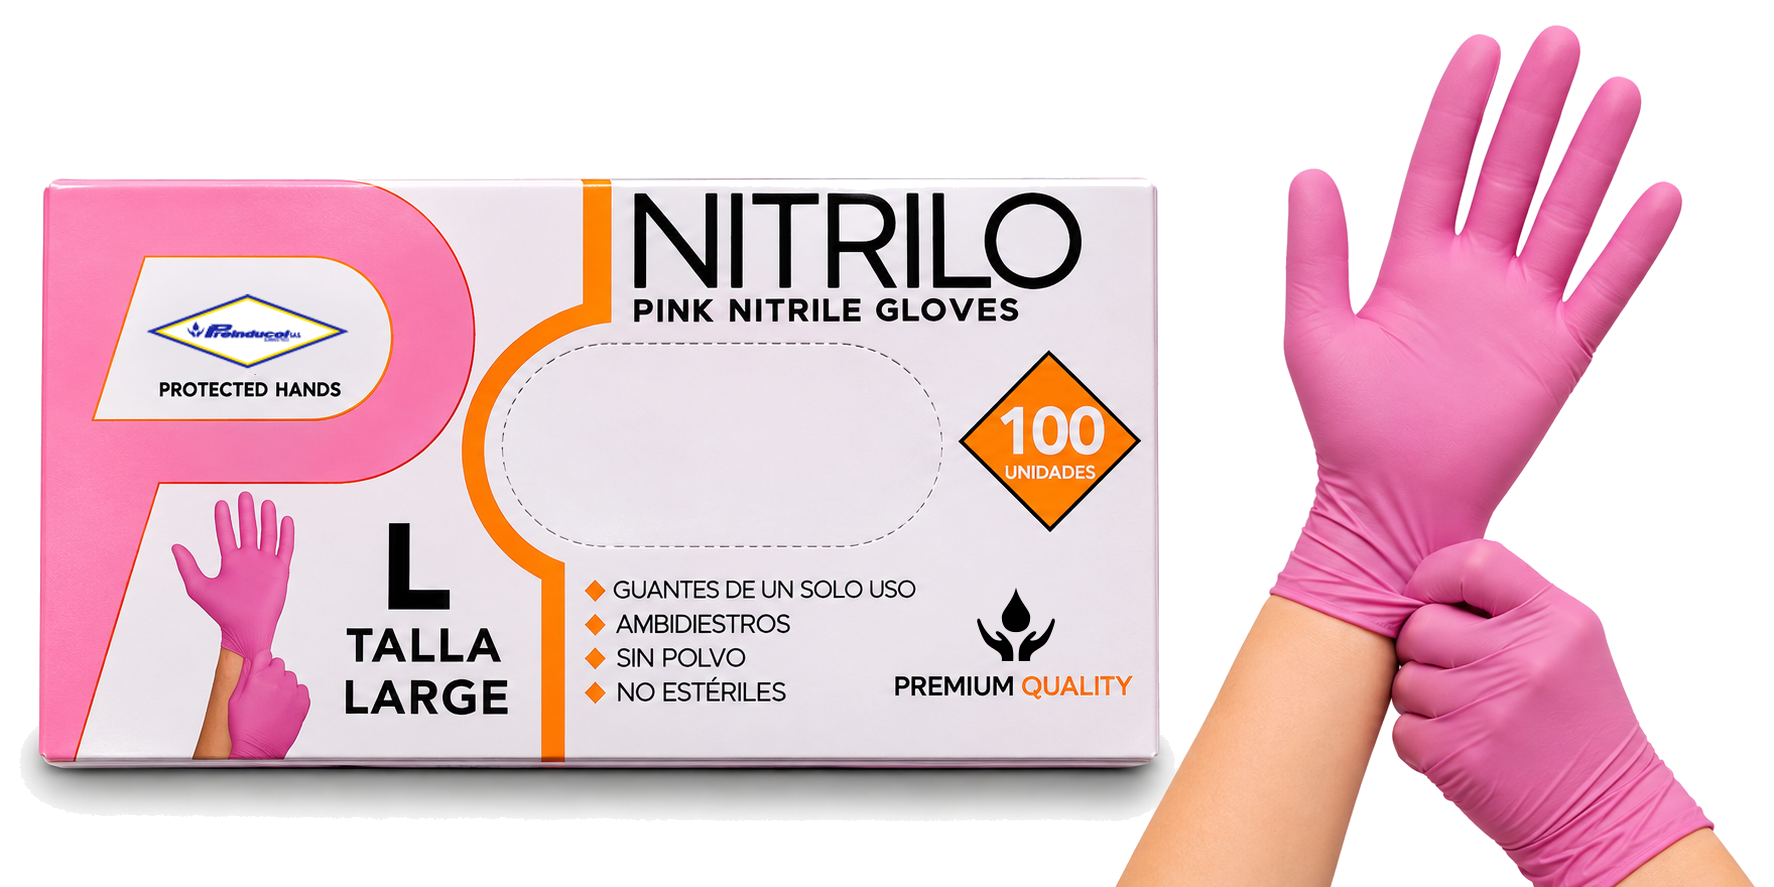 NITRILO
PINK NITRILE GLOVES
Proinducol S.A.S.
PROTECTED HANDS
100
UNIDADES
L
TALLA
LARGE
GUANTES DE UN SOLO USO
AMBIDIESTROS
SIN POLVO
NO ESTÉRILES
PREMIUM QUALITY